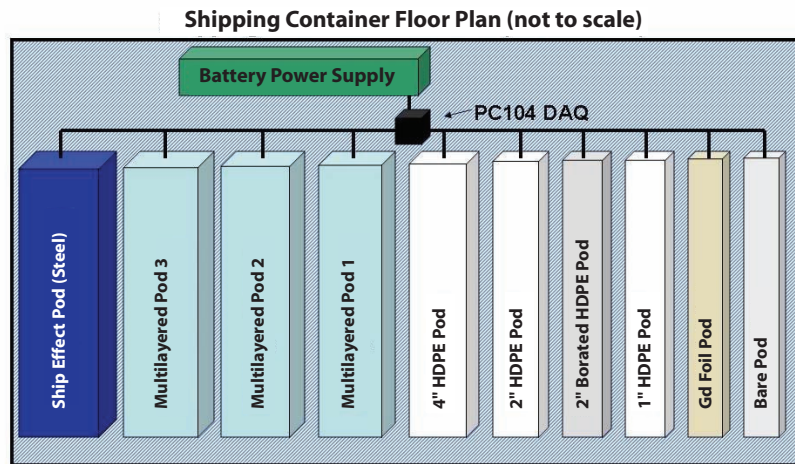 Shipping Container Floor Plan (not to scale)
Battery Power Supply
PC104 DAQ
Ship Effect Pod (Steel)
Multilayered Pod 3
Multilayered Pod 2
Multilayered Pod 1
4" HDPE Pod
2" HDPE Pod
2" Borated HDPE Pod
1" HDPE Pod
Gd Foil Pod
Bare Pod